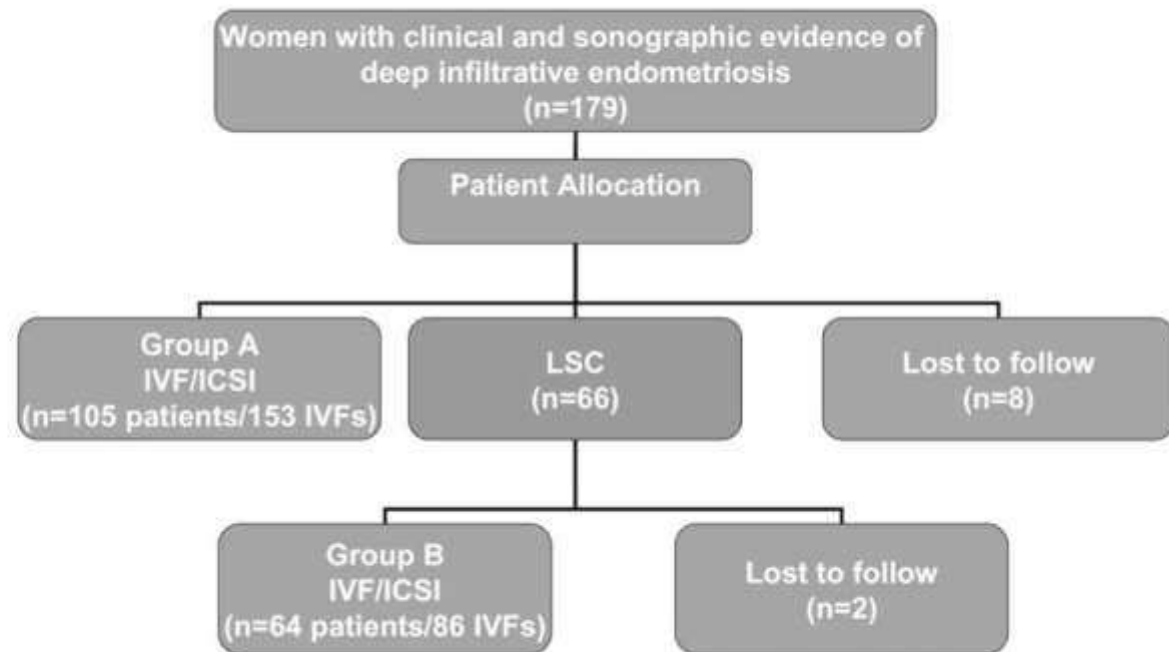 Women with clinical and sonographic evidence of
deep infiltrative endometriosis
(n=179)
Patient Allocation
Group A
IVF/ICSI
(n=105 patients/153 IVFs)
LSC
(n=66)
Lost to follow
(n=8)
Group B
IVF/ICSI
(n=64 patients/86 IVFs)
Lost to follow
(n=2)